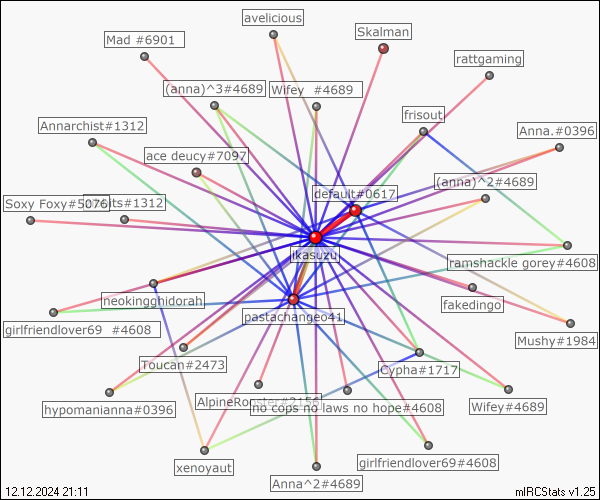 avelicious
Mad #6901
Skalman
rattgaming
(anna)^3#4689
Wifey  #4689
frisout
Annarchist#1312
Anna.#0396
ace deucy#7097
(anna)^2#4689
default#0617
Soxy Foxy#5076
its#1312
ikasuzu
ramshackle gorey#4608
neokingghidorah
fakedingo
pastachangeo41
girlfriendlover69  #4608
Mushy#1984
Toucan#2473
Cypha#1717
AlpineRooster#2156
no cops no laws no hope#4608
Wifey#4689
hypomanianna#0396
xenoyaut
girlfriendlover69#4608
Anna^2#4689
12.12.2024 21:11
mIRCStats v1.25